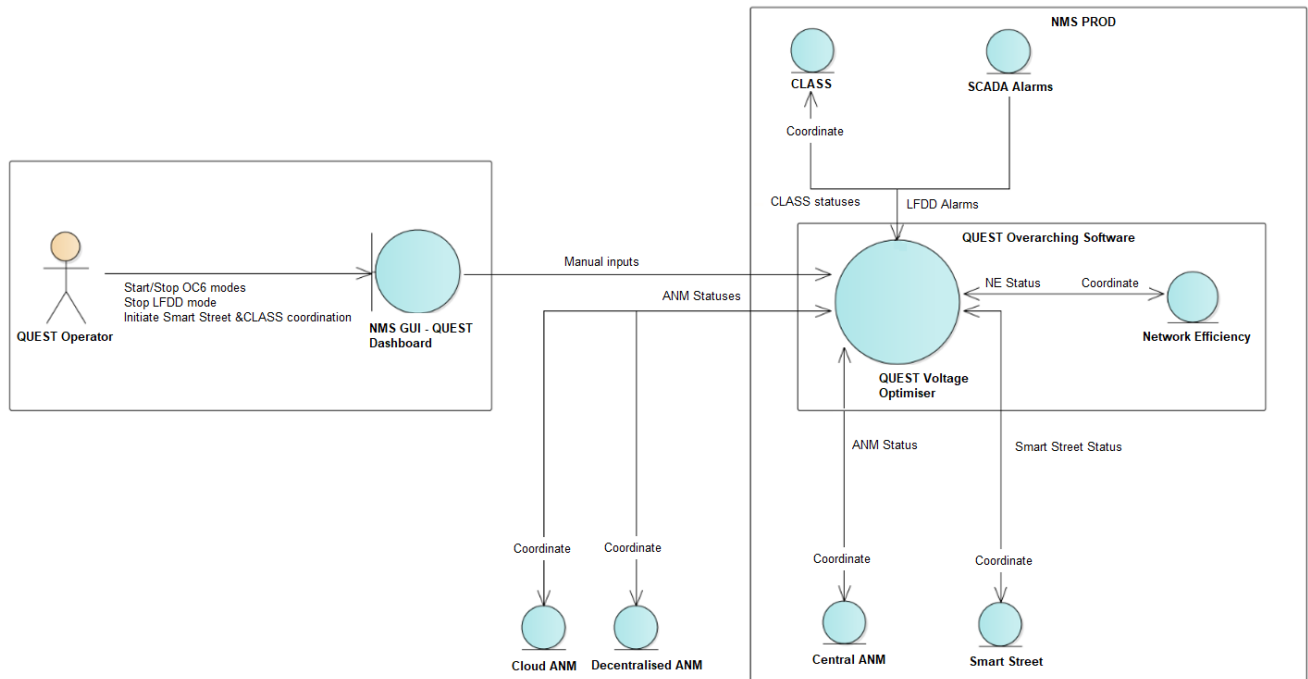 NMS PROD
CLASS
SCADA Alarms
Coordinate
CLASS statuses
LFDD Alarms
QUEST Overarching Software
Manual inputs
NE Status
Coordinate
ANM Statuses
Start/Stop OC6 modes
Stop LFDD mode
Initiate Smart Street &CLASS coordination
QUEST Operator
NMS GUI - QUEST
Dashboard
Network Efficiency
QUEST Voltage
Optimiser
ANM Status
Smart Street Status
Coordinate
Coordinate
Coordinate
Coordinate
Cloud ANM
Decentralised ANM
Central ANM
Smart Street